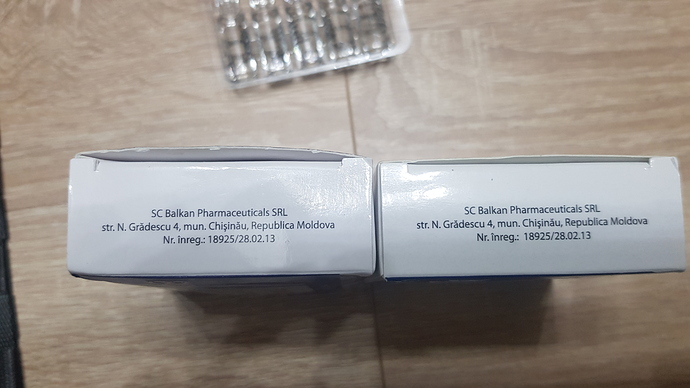 SC Balkan Pharmaceuticals SRL
str. N. Grădescu 4, mun. Chişinău, Republica Moldova
Nr. înreg.: 18925/28.02.13
SC Balkan Pharmaceuticals SRL
str. N. Grădescu 4, mun. Chişinău, Republica Moldova
Nr. înreg.: 18925/28.02.13